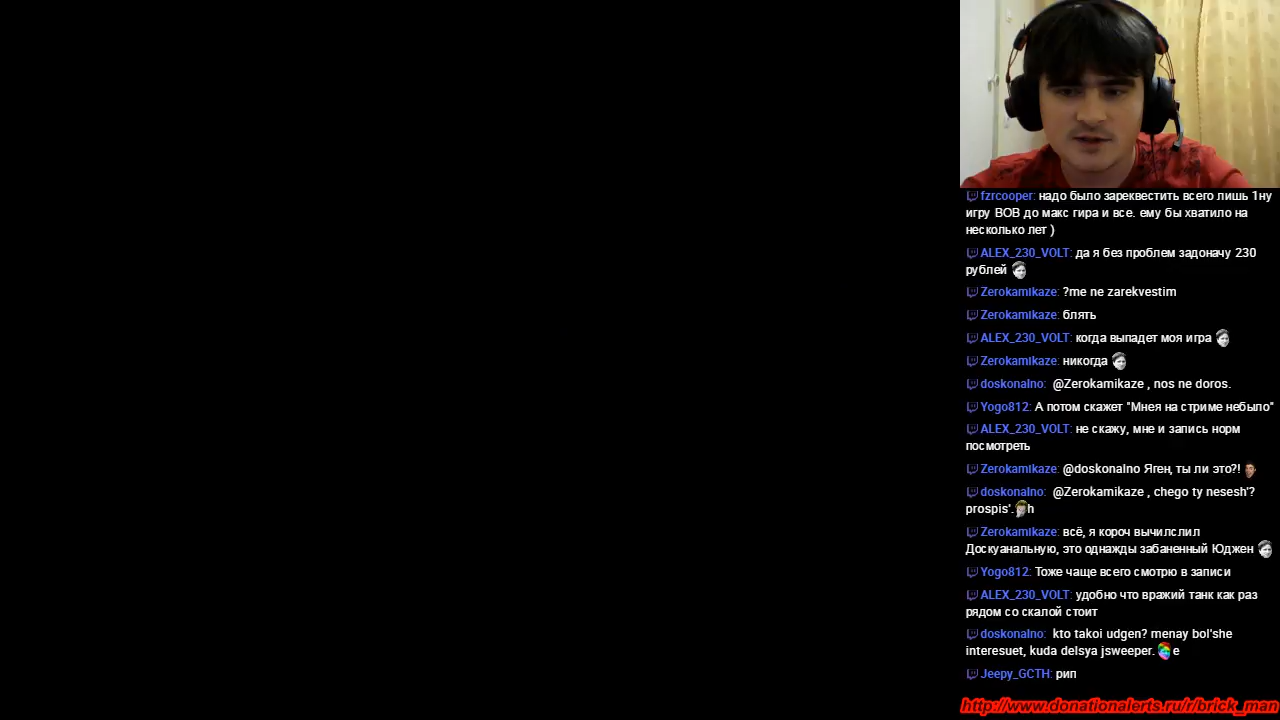 fzrcooper: надо было зареквестить всего лишь 1ну
игру ВОВ до макс гира и все. ему бы хватило на
несколько лет )
ALEX_230_VOLT: да я без проблем задоначу 230
рублей
Zerokamikaze: ?me ne zarekvestim
Zerokamikaze: блять
ALEX_230_VOLT: когда выпадет моя игра
Zerokamikaze: никогда
doskonalno: @Zerokamikaze , nos ne doros.
Yogo812: А потом скажет "Мнея на стриме небыло"
ALEX_230_VOLT: не скажу, мне и запись норм
посмотреть
Zerokamikaze: @doskonalno Яген, ты ли это?!
doskonalno: @Zerokamikaze , chego ty nesesh'?
prospis'. h
Zerokamikaze: всё, я короч вычилслил
Доскуанальную, это однажды забаненный Юджен
Yogo812: Тоже чаще всего смотрю в записи
ALEX_230_VOLT: удобно что вражий танк как раз
рядом со скалой стоит
doskonalno: kto takoi udgen? menay bol'she
interesuet, kuda delsya jsweeper. e
Jeepy_GCTH: рип
http://www.donationalerts.ru/r/brick_man